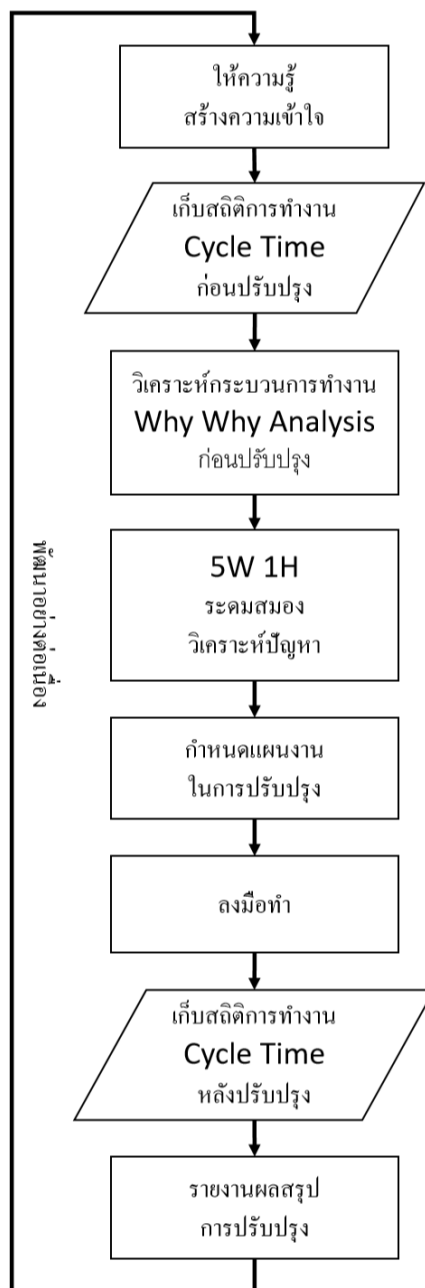 ให้ความรู้
สร้างความเข้าใจ
เก็บสถิติการทำงาน
Cycle Time
ก่อนปรับปรุง
วิเคราะห์กระบวนการทำงาน
Why Why Analysis
ก่อนปรับปรุง
5W 1H
ระดมสมอง
วิเคราะห์ปัญหา
กำหนดแผนงาน
ในการปรับปรุง
ลงมือทำ
เก็บสถิติการทำงาน
Cycle Time
หลังปรับปรุง
รายงานผลสรุป
การปรับปรุง
พัฒนาอย่างต่อเนื่อง